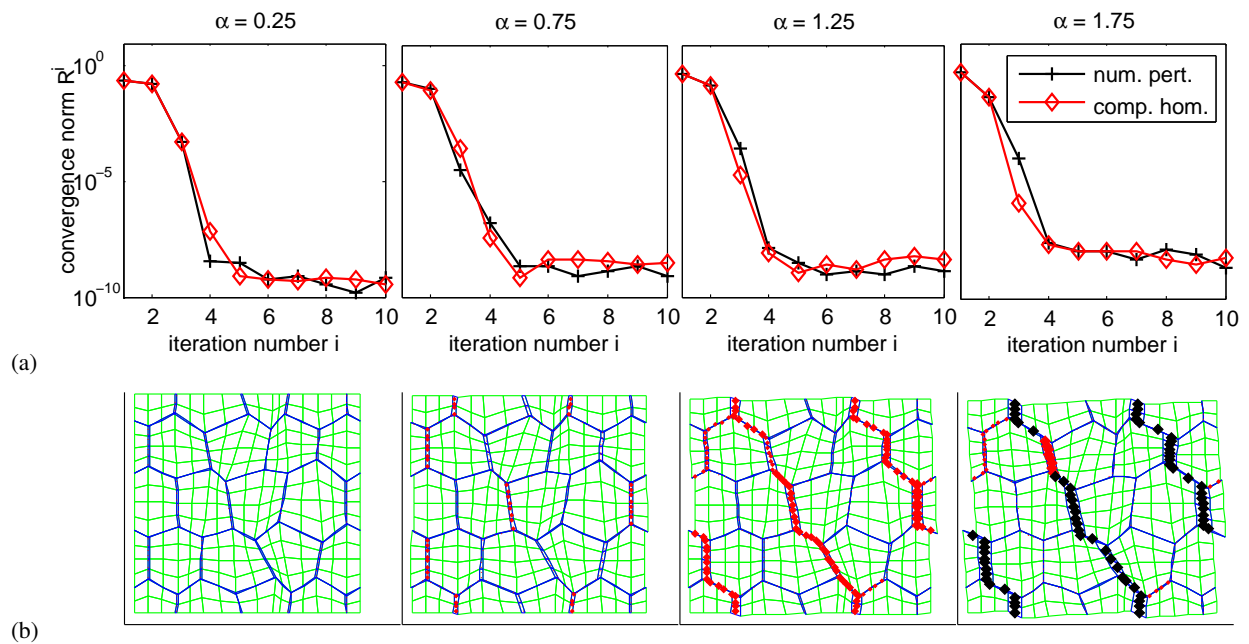 α = 0.25
α = 0.75
α = 1.25
α = 1.75
convergence norm R^i
10^0
10^-5
10^-10
num. pert.
comp. hom.
2 4 6 8 10
2 4 6 8 10
2 4 6 8 10
2 4 6 8 10
iteration number i
iteration number i
iteration number i
iteration number i
(a)
(b)